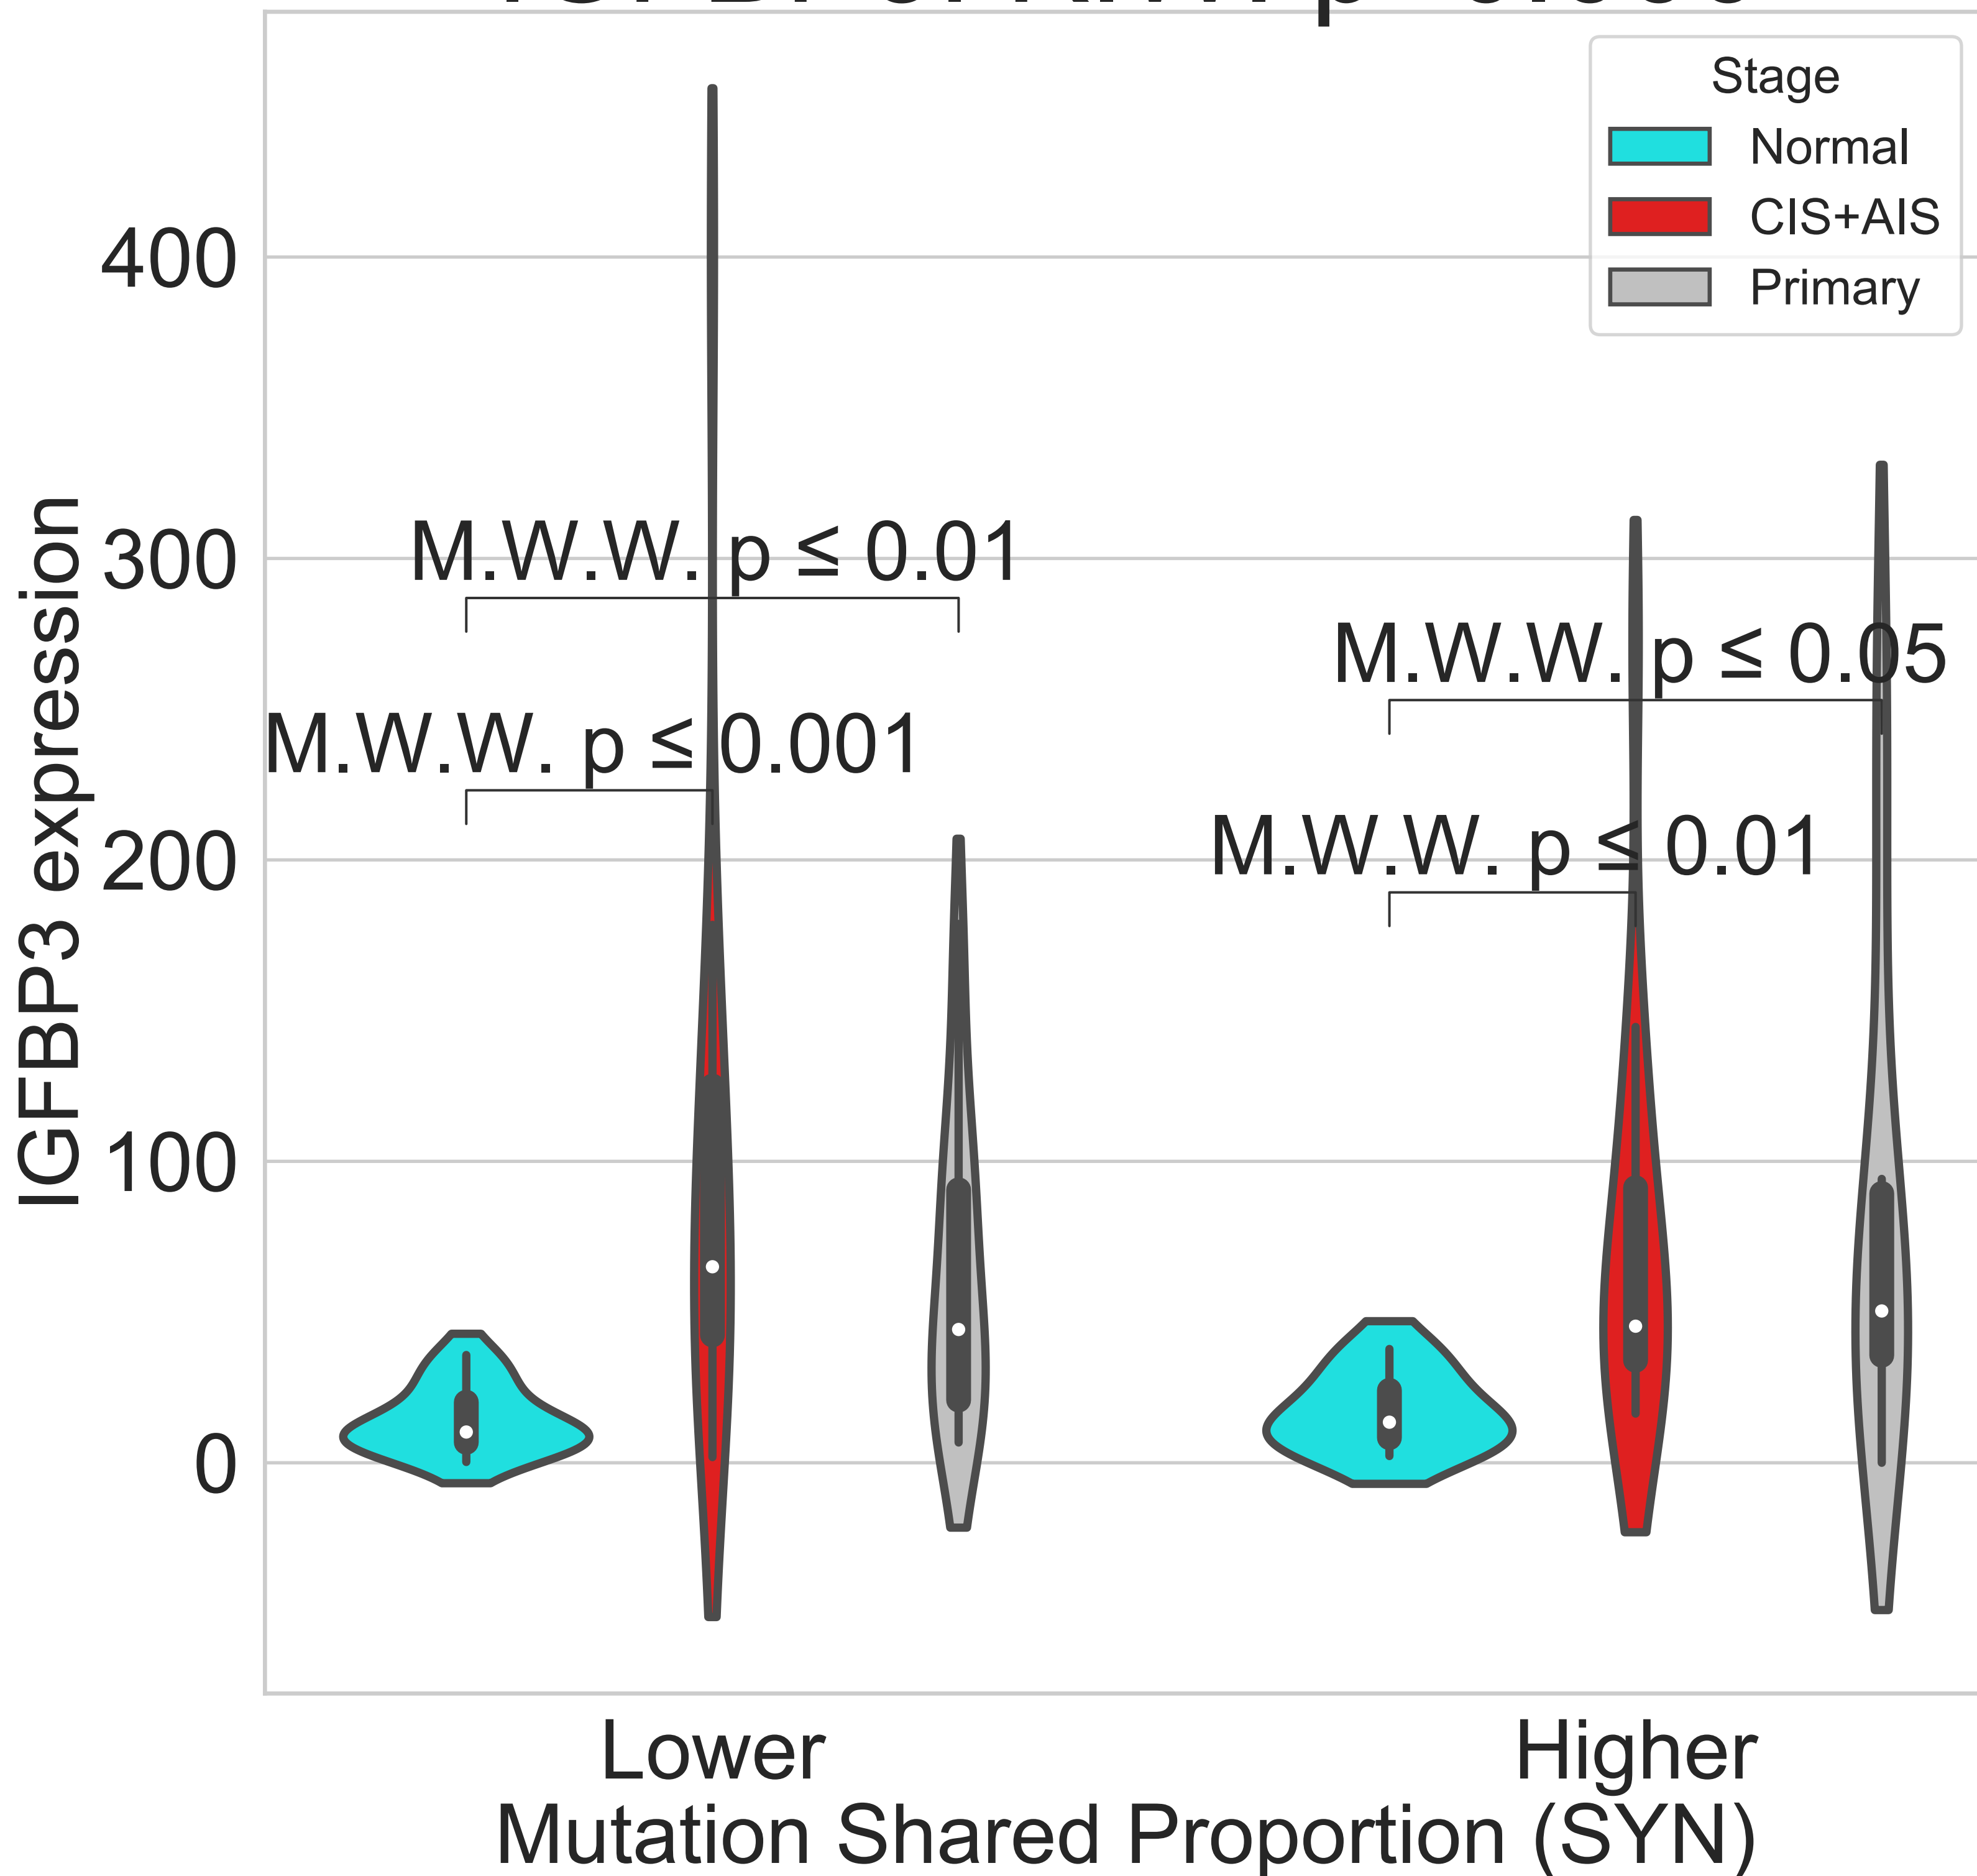 Stage
Normal
CIS+AIS
Primary
400
300
200
100
0
IGFBP3 expression
M.W.W. p ≤ 0.01
M.W.W. p ≤ 0.001
M.W.W. p ≤ 0.05
M.W.W. p ≤ 0.01
Lower
Higher
Mutation Shared Proportion (SYN)